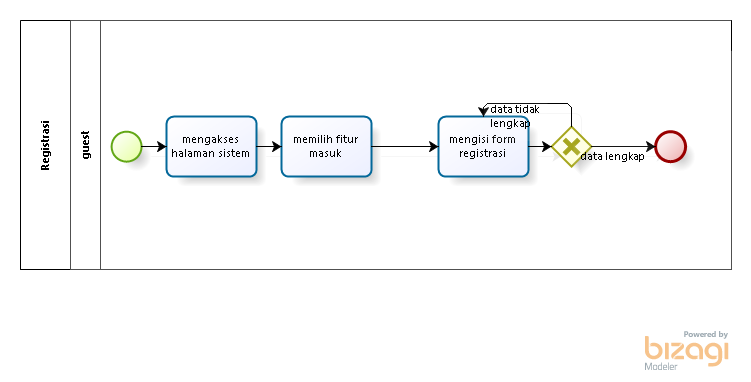 Registrasi
guest
mengakses
halaman sistem
memilih fitur
masuk
data tidak
lengkap
mengisi form
registrasi
data lengkap
Powered by
bizagi
Modeler